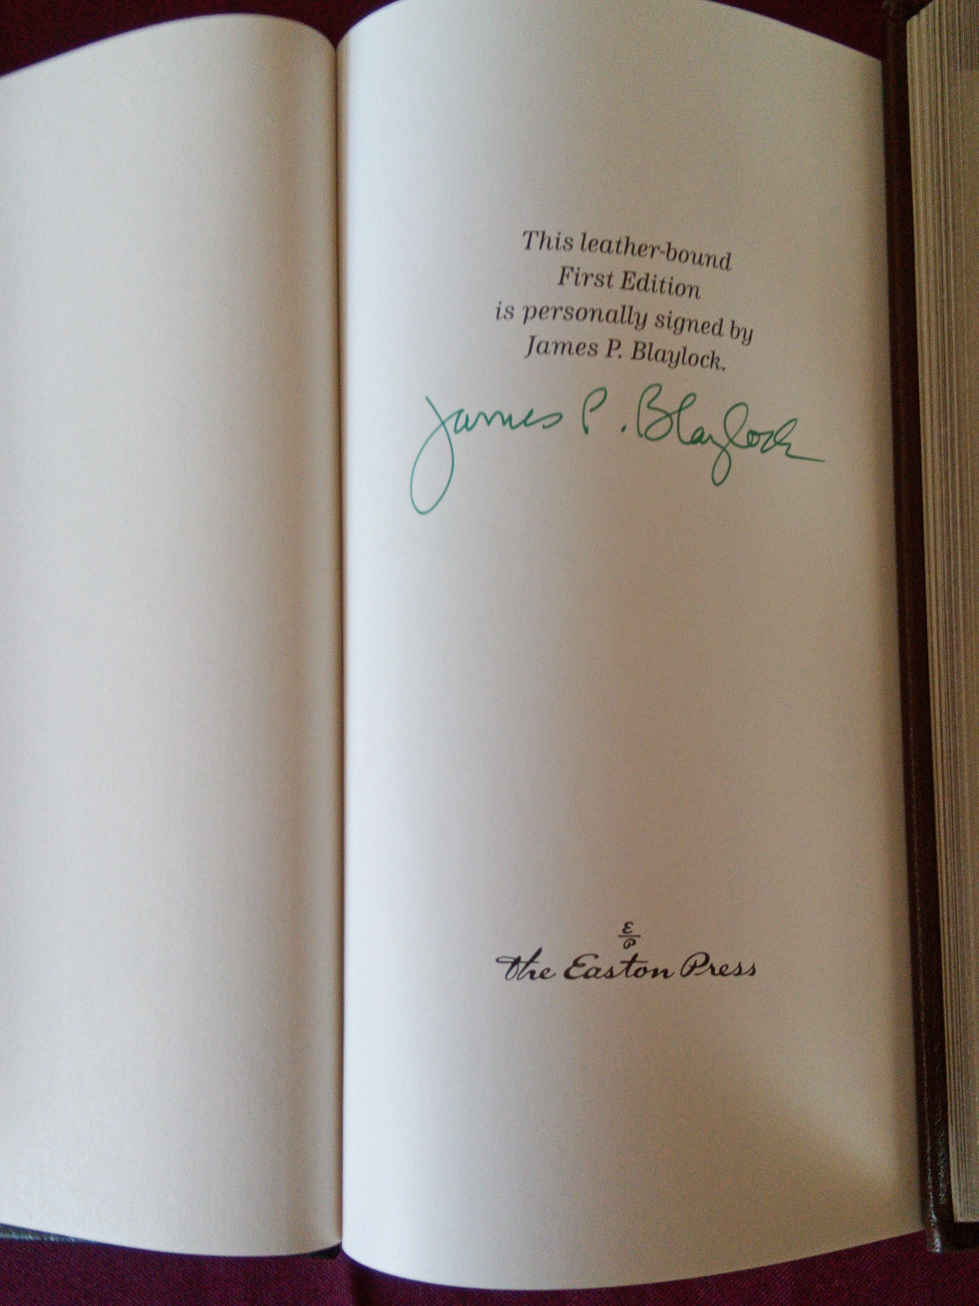 This leather-bound
First Edition
is personally signed by
James P. Blaylock.
James P. Blaylock
E
P
the Easton Press